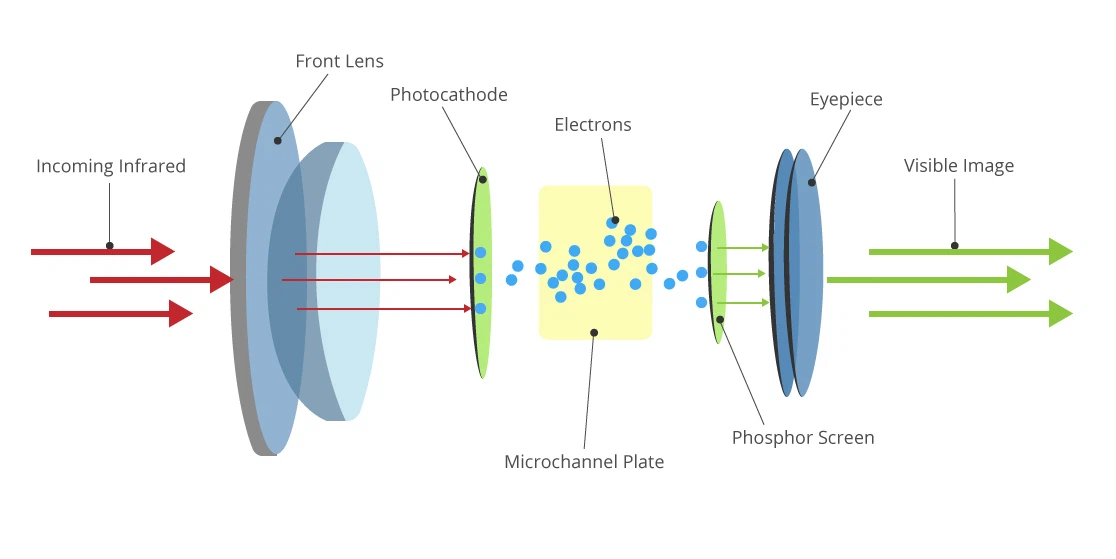 Front Lens
Photocathode
Eyepiece
Electrons
Incoming Infrared
Visible Image
Phosphor Screen
Microchannel Plate